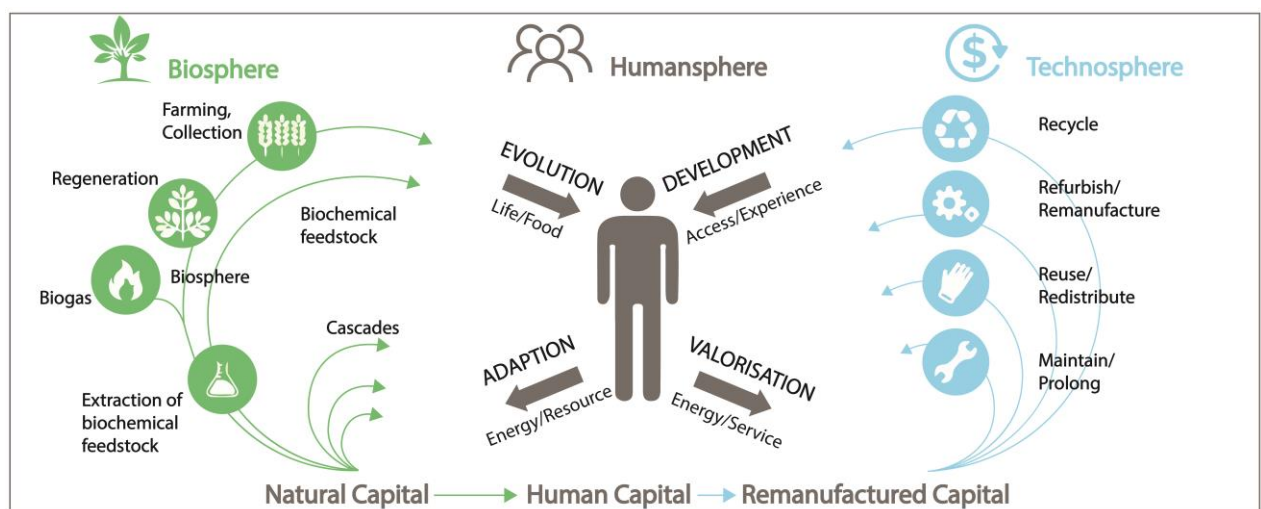 Biosphere
Humansphere
Technosphere
Farming,
Collection
Regeneration
Biochemical
feedstock
Biosphere
Biogas
Cascades
Extraction of
biochemical
feedstock
EVOLUTION
Life/Food
DEVELOPMENT
Access/Experience
ADAPTION
Energy/Resource
VALORISATION
Energy/Service
Recycle
Refurbish/
Remanufacture
Reuse/
Redistribute
Maintain/
Prolong
Natural Capital
Human Capital
Remanufactured Capital